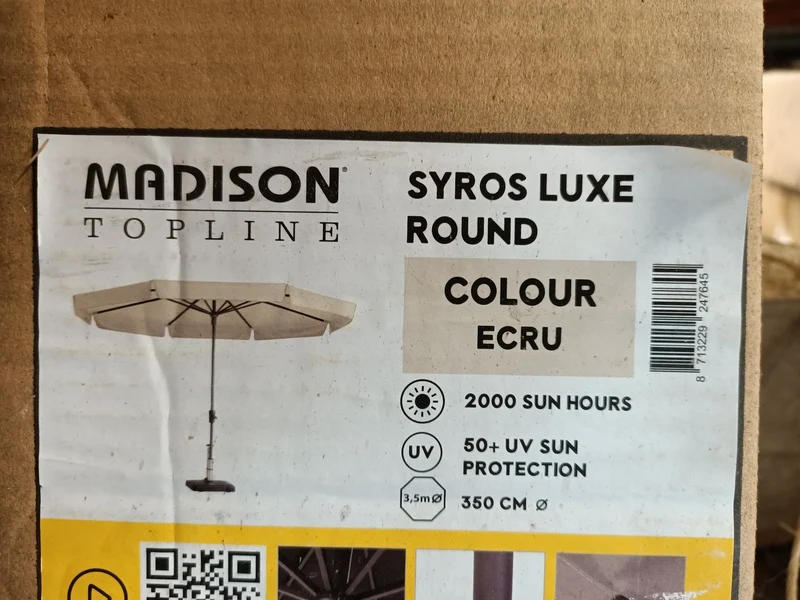 MADISON®
TOPLINE
SYROS LUXE
ROUND
COLOUR
ECRU
8 713229 247645
2000 SUN HOURS
UV
50+ UV SUN
PROTECTION
3,5mØ
350 CM Ø